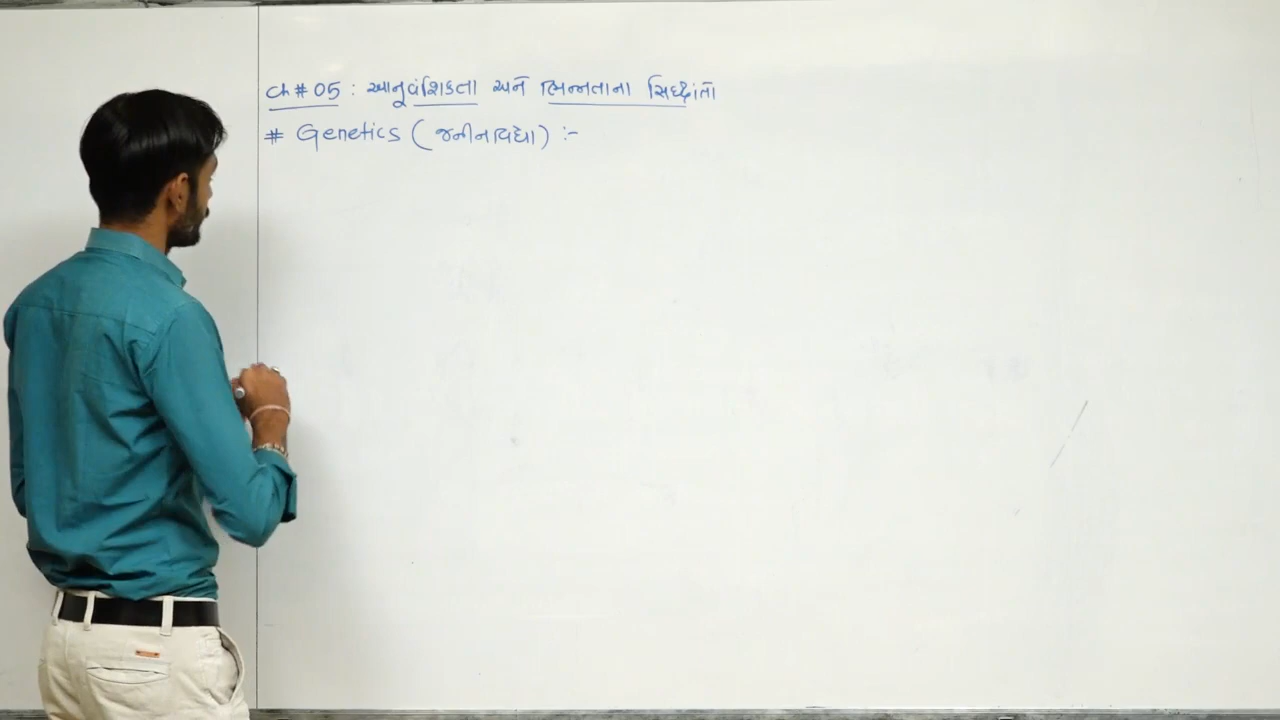 Ch # 05 : આનુવંશિકતા અને ભિન્નતાના સિદ્ધાંતો
# Genetics ( જનીનવિદ્યા ) :-